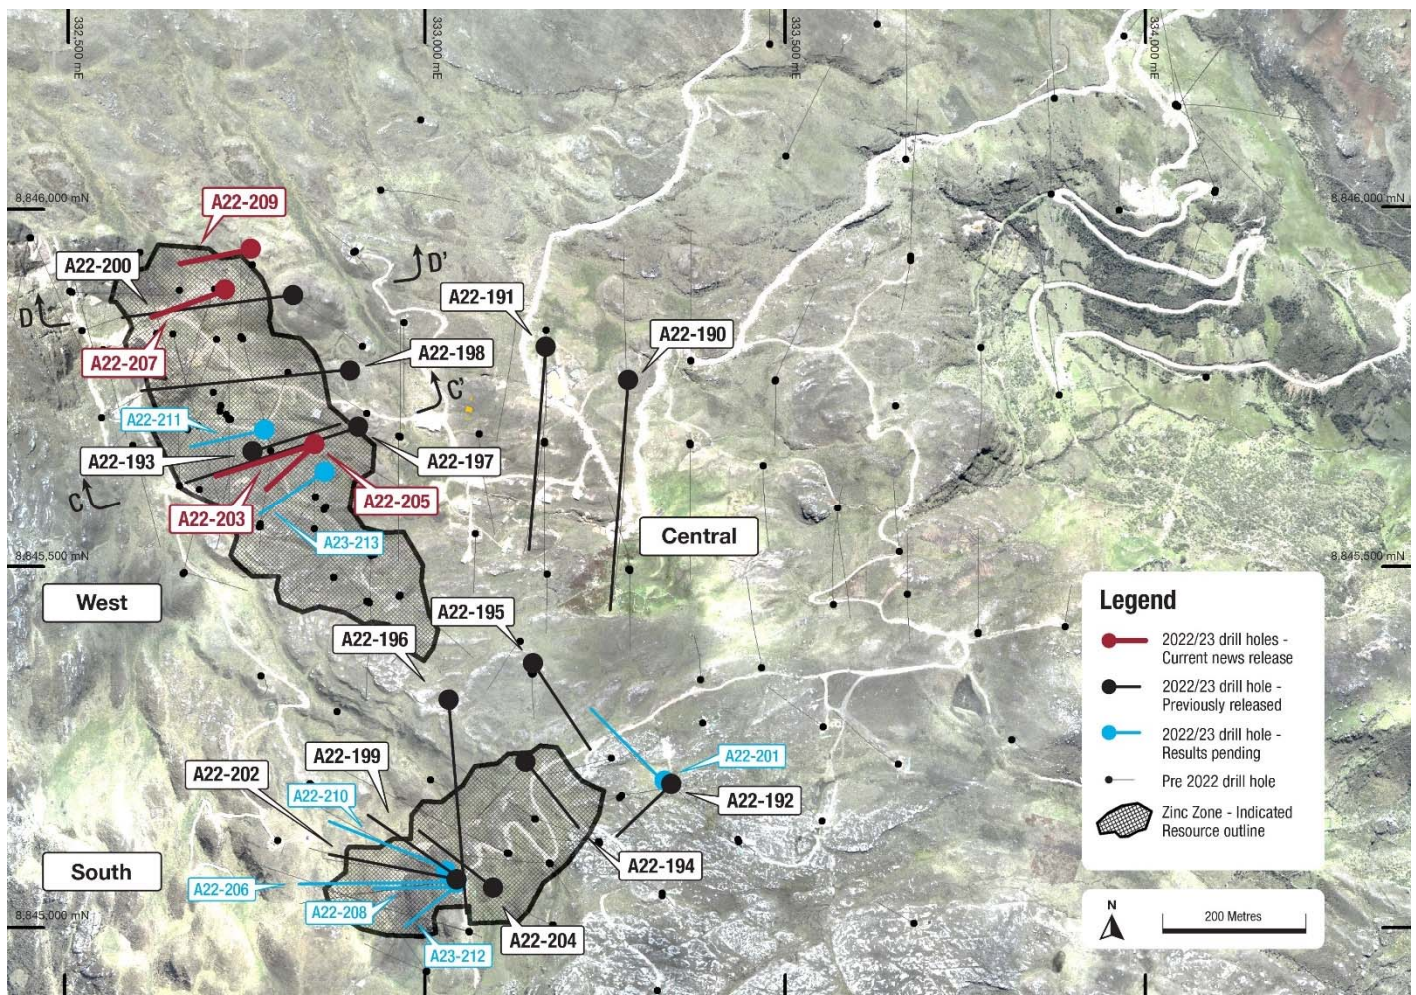 332,500 mE
333,000 mE
333,500 mE
334,000 mE
8,846,000 mN
8,846,000 mN
A22-209
A22-200
D'
D
A22-191
A22-190
A22-207
A22-198
C'
A22-211
A22-193
A22-197
C
A22-205
A22-203
A23-213
Central
8,845,500 mN
8,845,500 mN
West
A22-195
A22-196
Legend
2022/23 drill holes -
Current news release
2022/23 drill hole -
Previously released
2022/23 drill hole -
Results pending
Pre 2022 drill hole
Zinc Zone - Indicated
Resource outline
A22-199
A22-202
A22-210
A22-201
A22-192
A22-194
South
A22-206
A22-208
A22-204
A23-212
8,845,000 mN
N
200 Metres